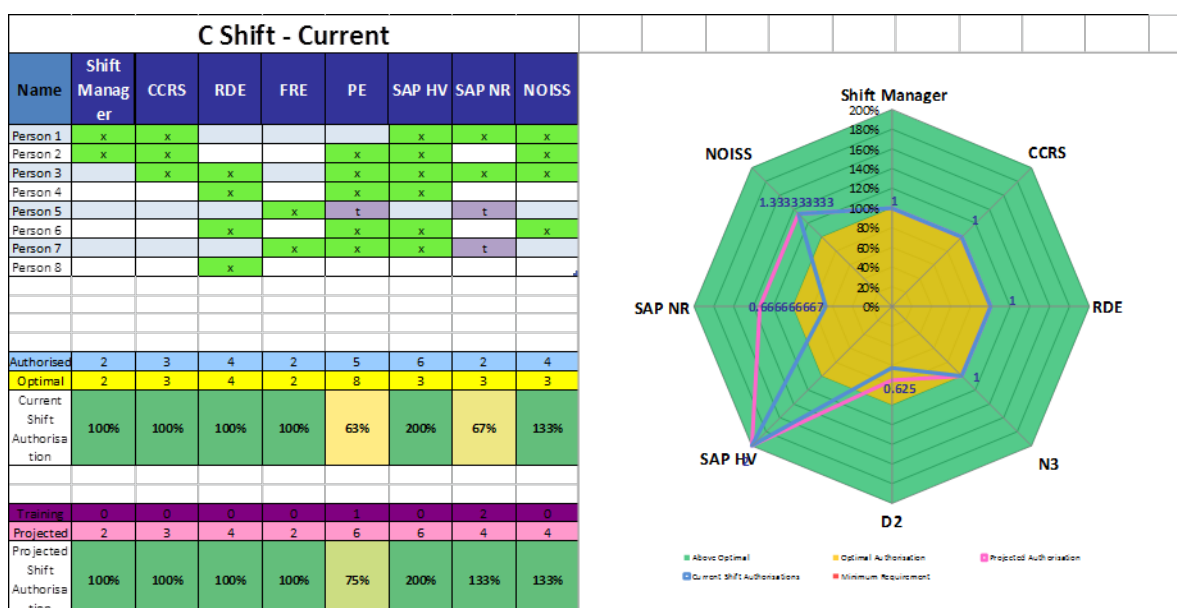 C Shift - Current
Name Shift Manager CCRS RDE FRE PE SAP HV SAP NR NOISS
Person 1 x x x x x
Person 2 x x x x x
Person 3 x x x x x x
Person 4 x x x
Person 5 x t t
Person 6 x x x x
Person 7 x x x t
Person 8 x
Authorised 2 3 4 2 5 6 2 4
Optimal 2 3 4 2 8 3 3 3
Current
Shift
Authorisa
tion
100% 100% 100% 100% 63% 200% 67% 133%
Training 0 0 0 0 1 0 2 0
Projected 2 3 4 2 6 6 4 4
Projected
Shift
Authorisa
tion
100% 100% 100% 100% 75% 200% 133% 133%
Shift Manager
200%
180%
160%
140%
120%
100%
80%
60%
40%
20%
0%
NOISS
CCRS
SAP NR
RDE
SAP HV
N3
D2
1.333333333
1
1
1
1
0.625
2
0.666666667
Above Optimal Optimal Authorisation Projected Authorisation
Current Shift Authorisations Minimum Requirement